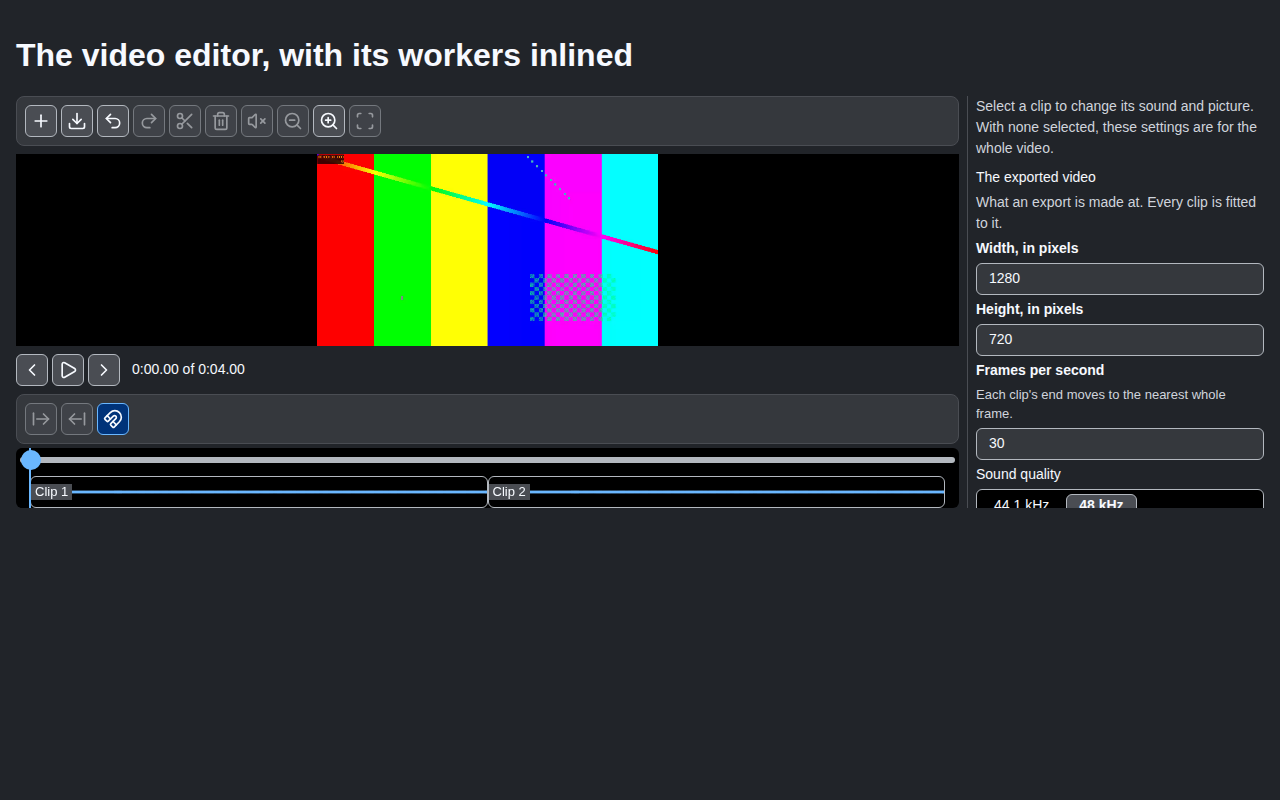 The video editor, with its workers inlined
Select a clip to change its sound and picture.
With none selected, these settings are for the
whole video.
The exported video
What an export is made at. Every clip is fitted
to it.
Width, in pixels
1280
Height, in pixels
720
Frames per second
Each clip's end moves to the nearest whole
frame.
30
Sound quality
44.1 kHz 48 kHz
0:00.00 of 0:04.00
Clip 1 Clip 2